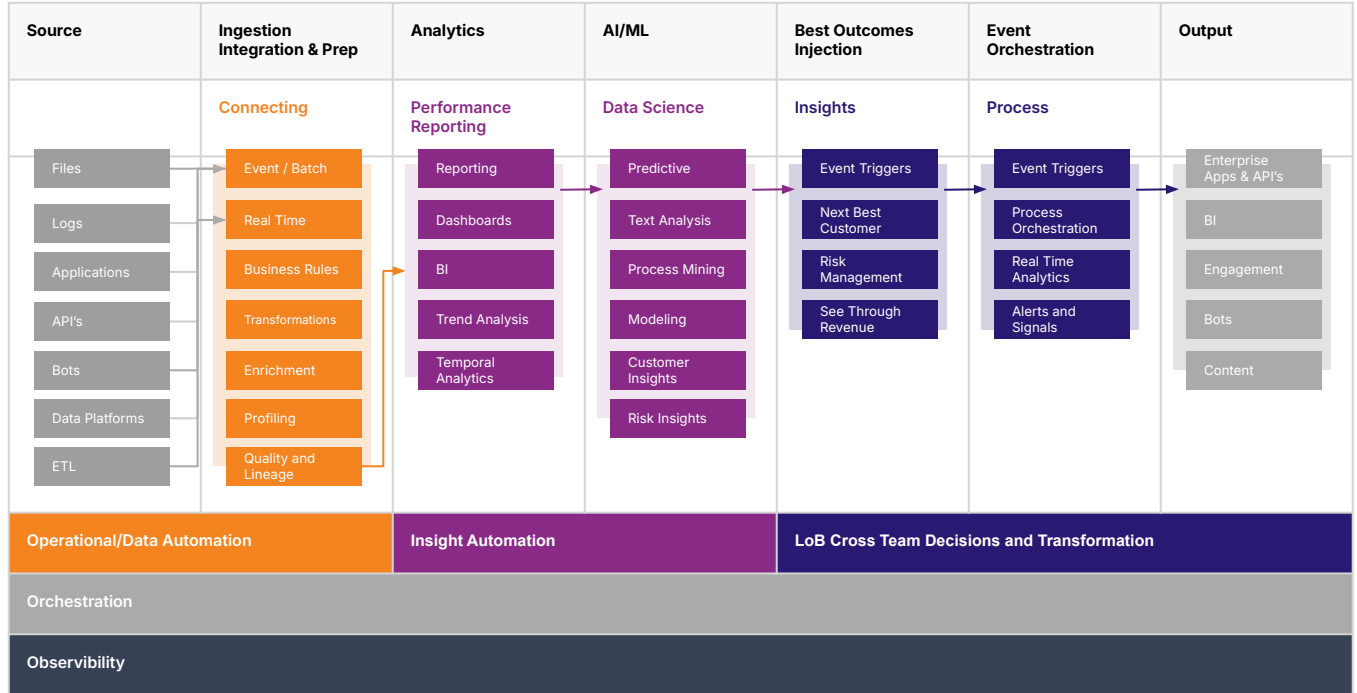 Source
Ingestion
Integration & Prep
Analytics
AI/ML
Best Outcomes
Injection
Event
Orchestration
Output
Connecting
Performance
Reporting
Data Science
Insights
Process
Files
Logs
Applications
API's
Bots
Data Platforms
ETL
Event / Batch
Real Time
Business Rules
Transformations
Enrichment
Profiling
Quality and
Lineage
Reporting
Dashboards
BI
Trend Analysis
Temporal
Analytics
Predictive
Text Analysis
Process Mining
Modeling
Customer
Insights
Risk Insights
Event Triggers
Next Best
Customer
Risk
Management
See Through
Revenue
Event Triggers
Process
Orchestration
Real Time
Analytics
Alerts and
Signals
Enterprise
Apps & API's
BI
Engagement
Bots
Content
Operational/Data Automation
Insight Automation
LoB Cross Team Decisions and Transformation
Orchestration
Observibility